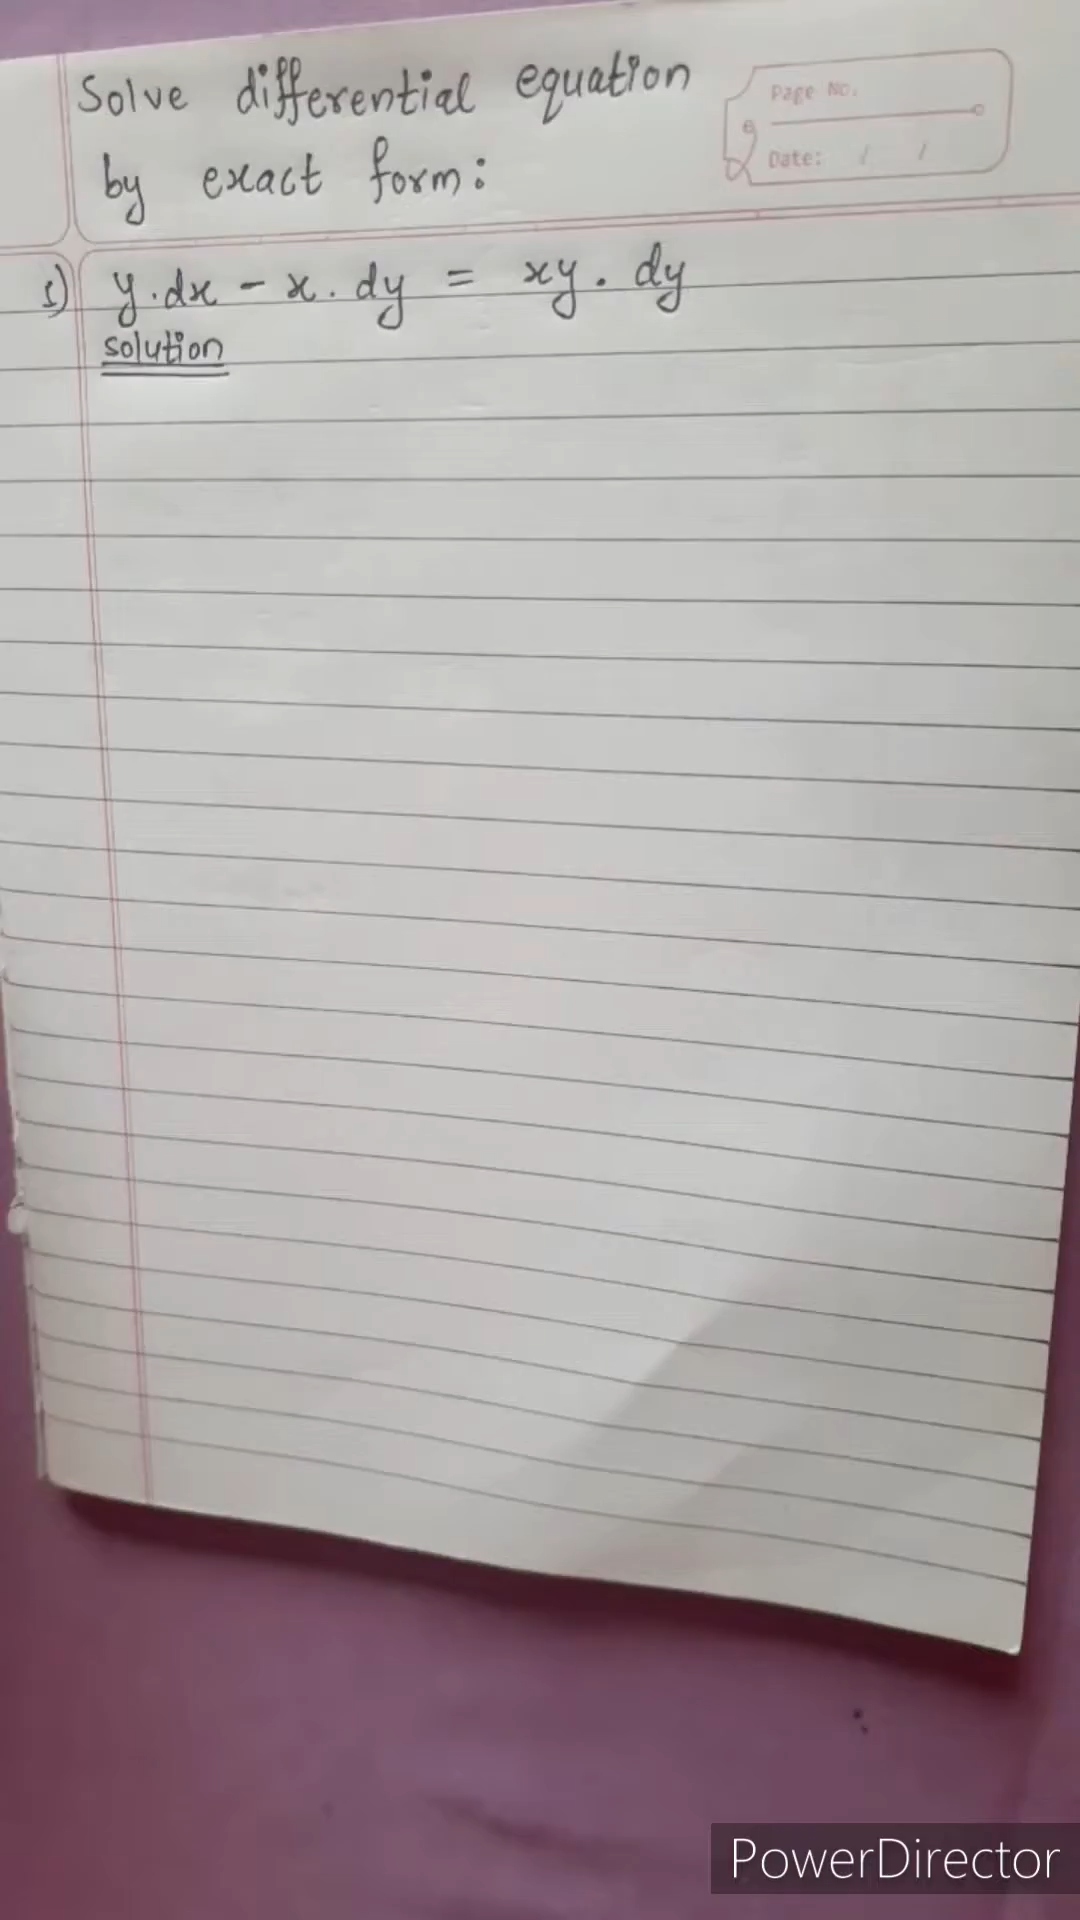 Solve differential equation
Page No.
by exact form:
Date: / /
1) y.dx - x.dy = xy.dy
solution
PowerDirector